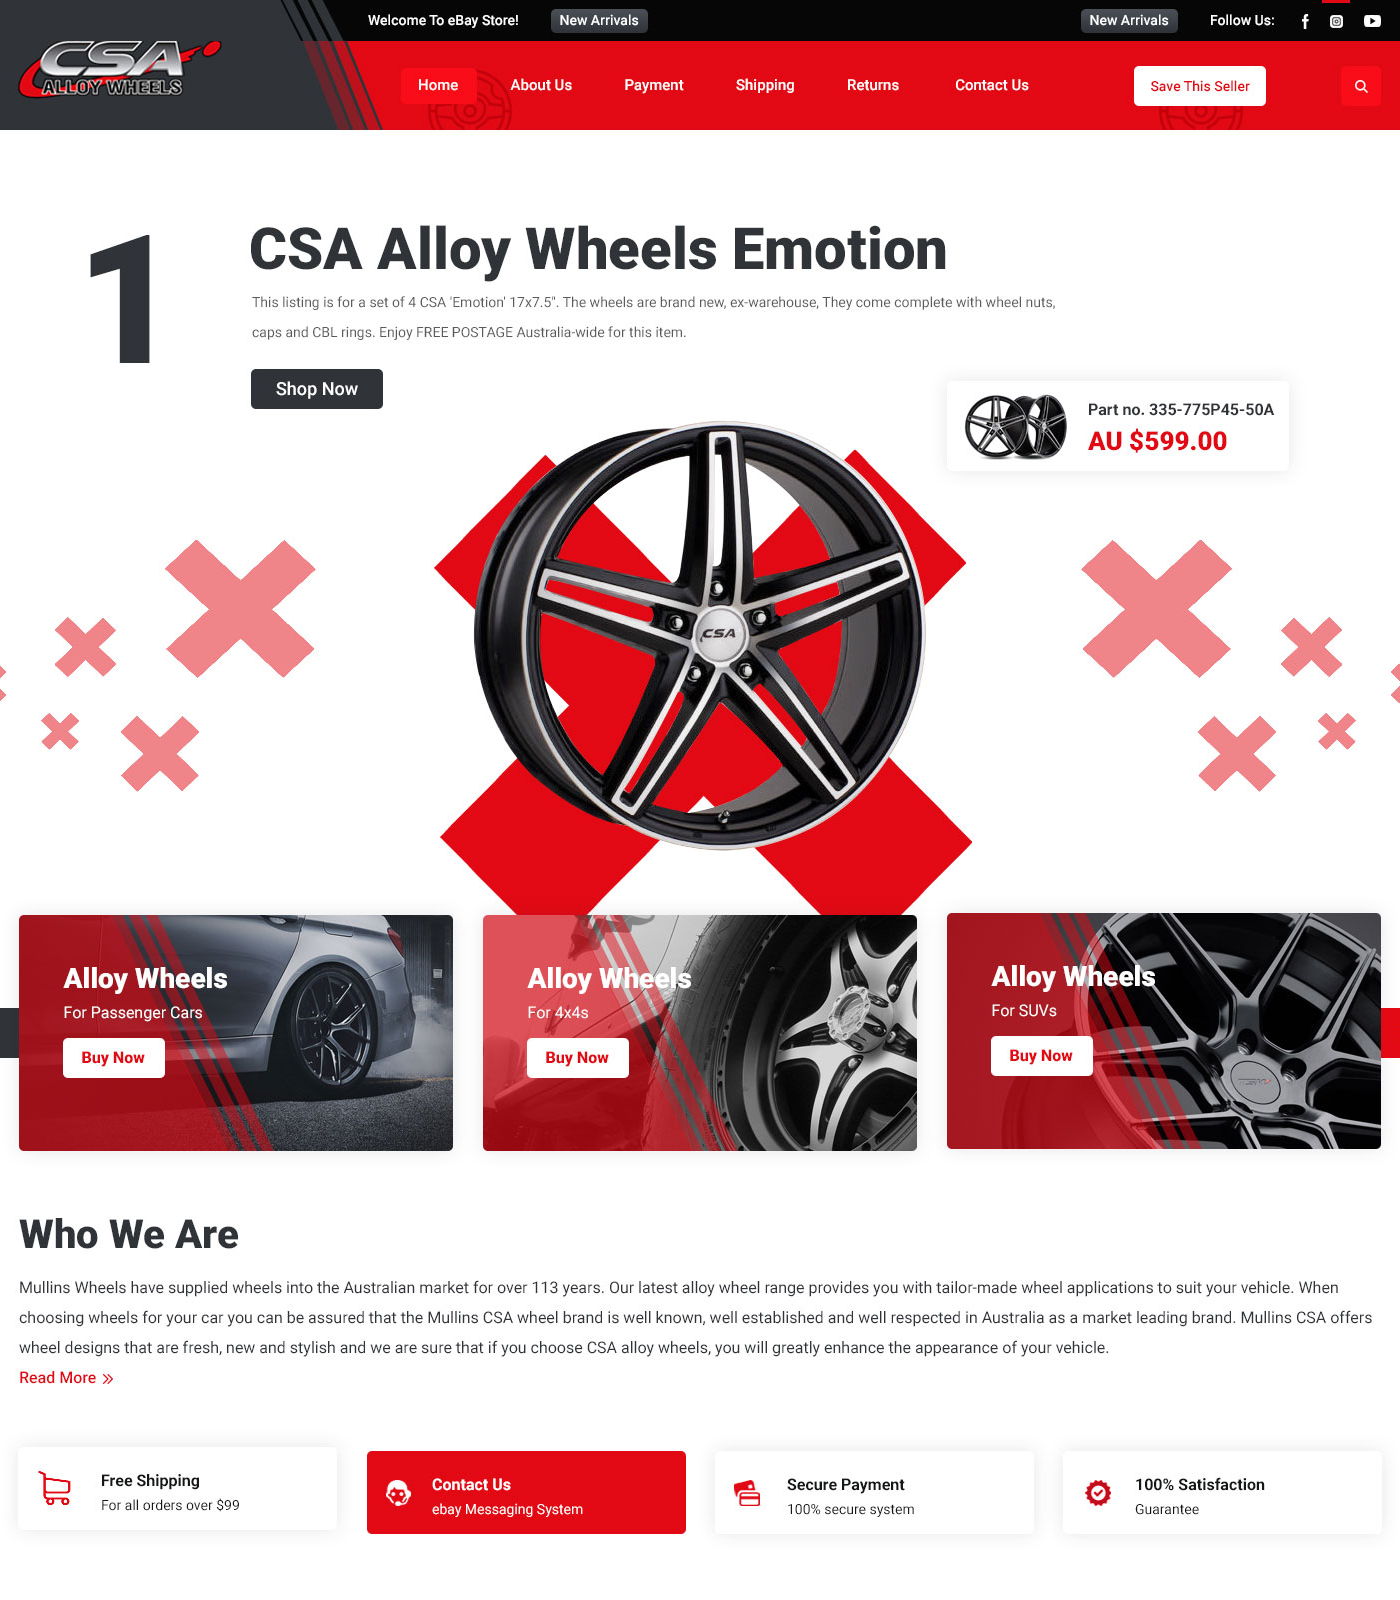 Welcome To eBay Store!
New Arrivals
New Arrivals
Follow Us:
CSA
ALLOY WHEELS
Home
About Us
Payment
Shipping
Returns
Contact Us
Save This Seller
1
CSA Alloy Wheels Emotion
This listing is for a set of 4 CSA 'Emotion' 17x7.5". The wheels are brand new, ex-warehouse, They come complete with wheel nuts,
caps and CBL rings. Enjoy FREE POSTAGE Australia-wide for this item.
Shop Now
Part no. 335-775P45-50A
AU $599.00
CSA
Alloy Wheels
For Passenger Cars
Buy Now
Alloy Wheels
For 4x4s
Buy Now
Alloy Wheels
For SUVs
Buy Now
Who We Are
Mullins Wheels have supplied wheels into the Australian market for over 113 years. Our latest alloy wheel range provides you with tailor-made wheel applications to suit your vehicle. When
choosing wheels for your car you can be assured that the Mullins CSA wheel brand is well known, well established and well respected in Australia as a market leading brand. Mullins CSA offers
wheel designs that are fresh, new and stylish and we are sure that if you choose CSA alloy wheels, you will greatly enhance the appearance of your vehicle.
Read More
Free Shipping
For all orders over $99
Contact Us
ebay Messaging System
Secure Payment
100% secure system
100% Satisfaction
Guarantee